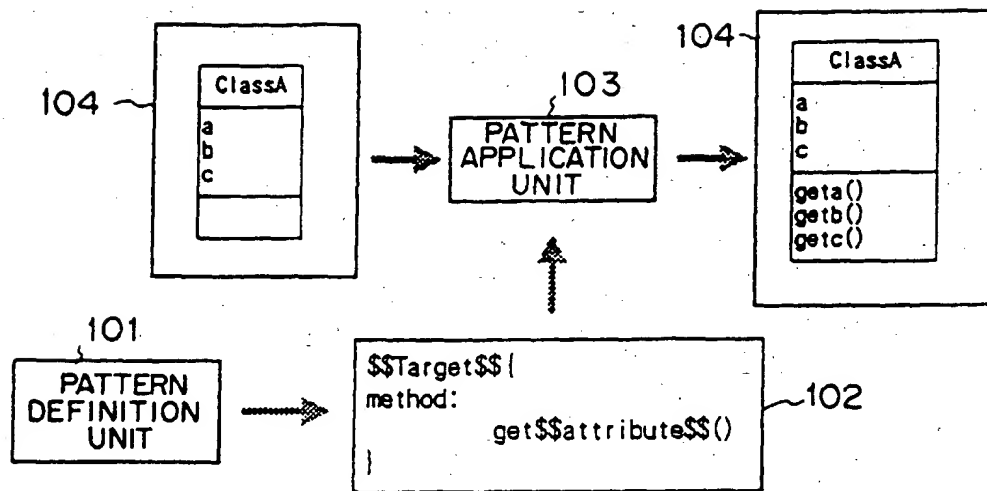 104
ClassA
a
b
c
103
PATTERN
APPLICATION
UNIT
104
ClassA
a
b
c
geta()
getb()
getc()
101
PATTERN
DEFINITION
UNIT
$$Target$${
method:
get$$attribute$$()
}
102